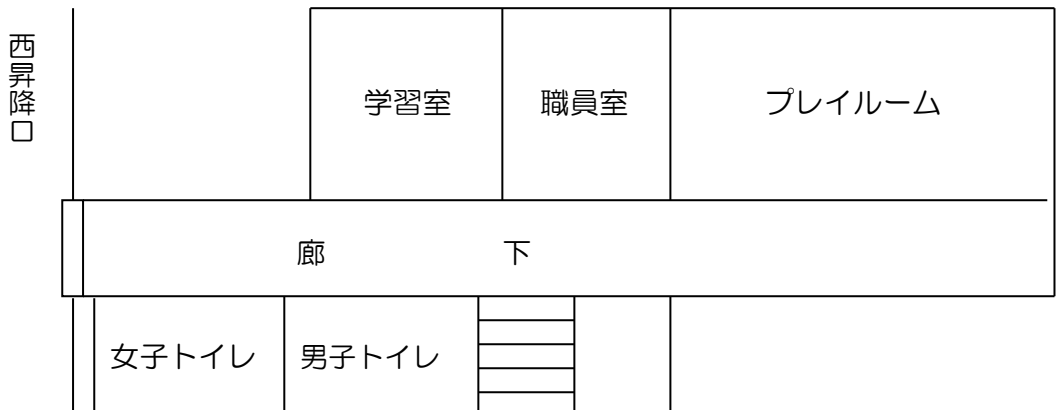 西昇降口
学習室
職員室
プレイルーム
廊下
女子トイレ
男子トイレ